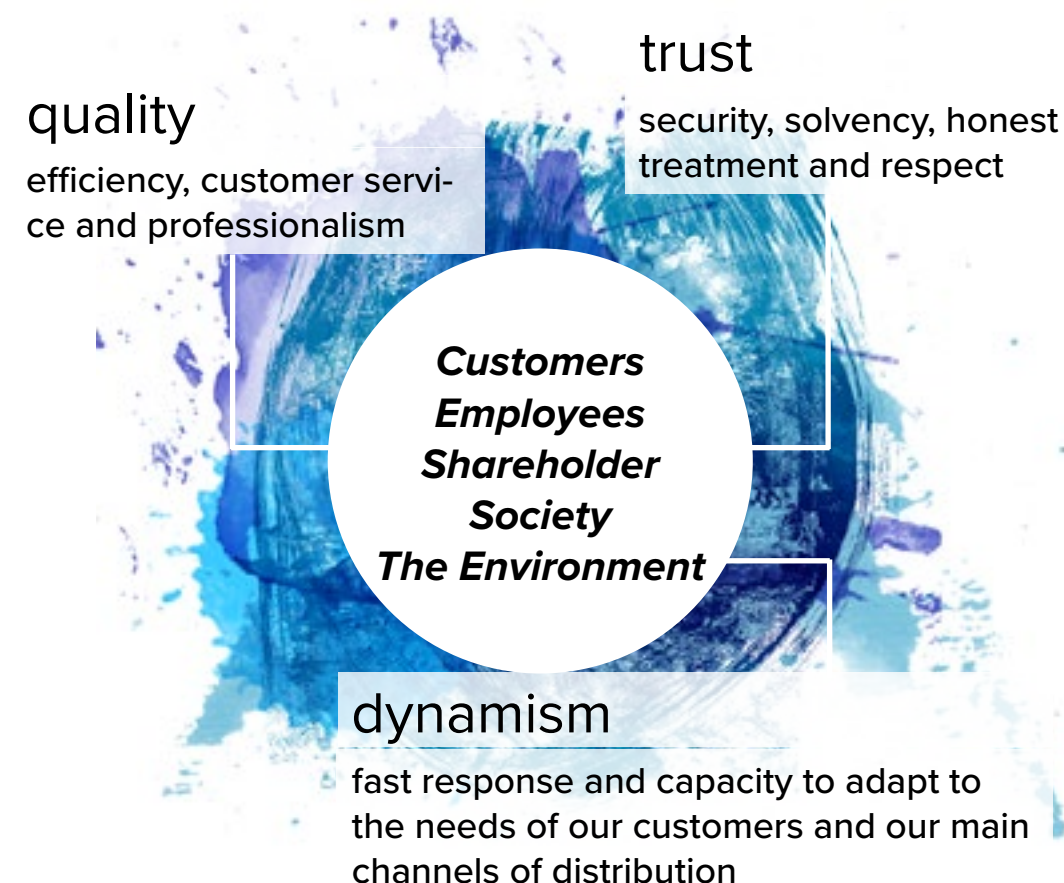 quality
efficiency, customer servi-
ce and professionalism
trust
security, solvency, honest
treatment and respect
Customers
Employees
Shareholder
Society
The Environment
dynamism
fast response and capacity to adapt to
the needs of our customers and our main
channels of distribution